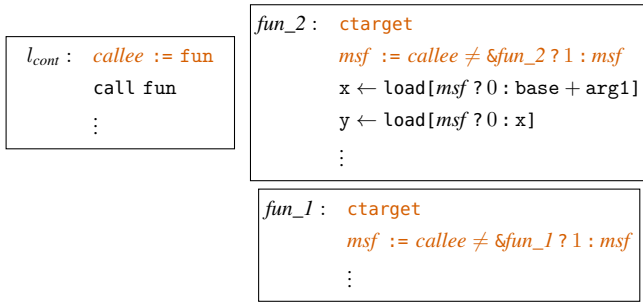 l_cont : callee := fun
call fun
⋮
fun_2 : ctarget
msf := callee ≠ &fun_2 ? 1 : msf
x ← load[msf ? 0 : base + arg1]
y ← load[msf ? 0 : x]
⋮
fun_1 : ctarget
msf := callee ≠ &fun_1 ? 1 : msf
⋮